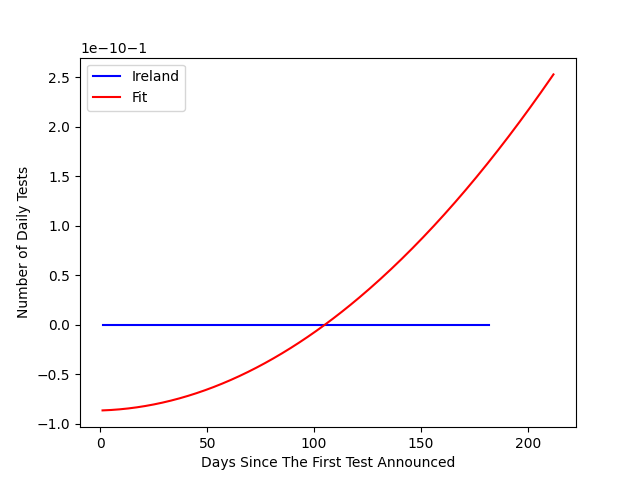 1e−10−1
Ireland
Fit
2.5
2.0
1.5
1.0
0.5
0.0
−0.5
−1.0
Number of Daily Tests
0 50 100 150 200
Days Since The First Test Announced